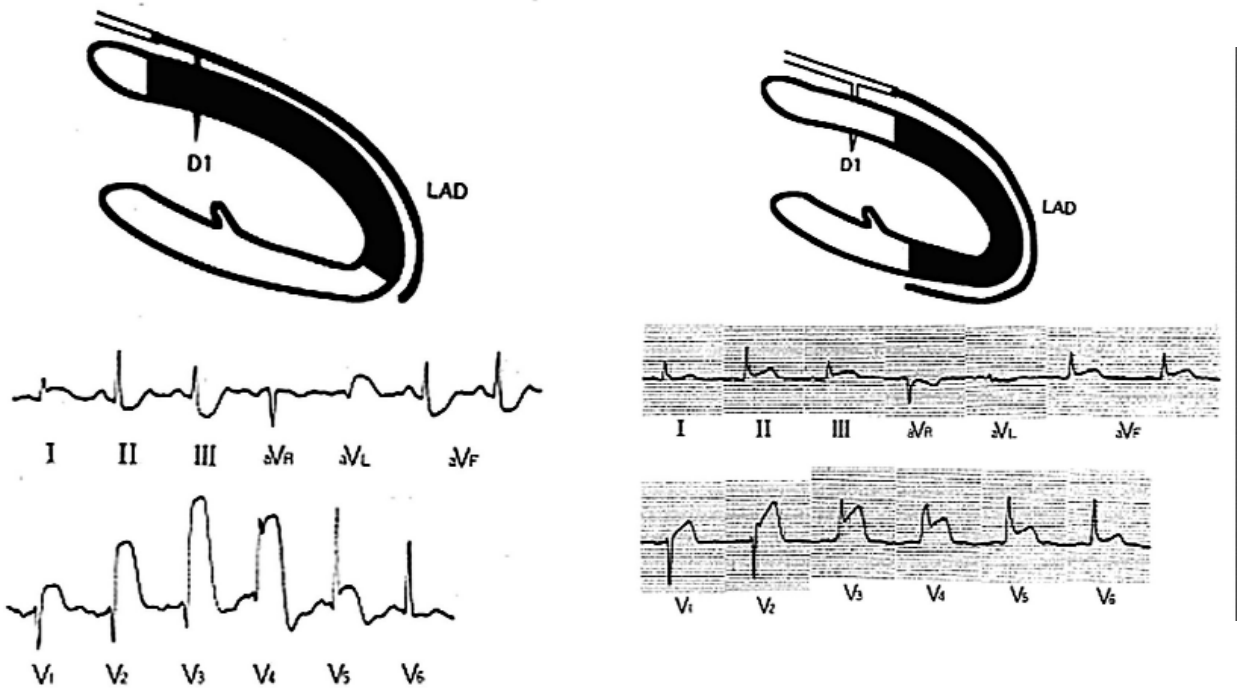 D1
LAD
I II III aVR aVL aVF
V1 V2 V3 V4 V5 V6
D1
LAD
I II III aVR aVL aVF
V1 V2 V3 V4 V5 V6